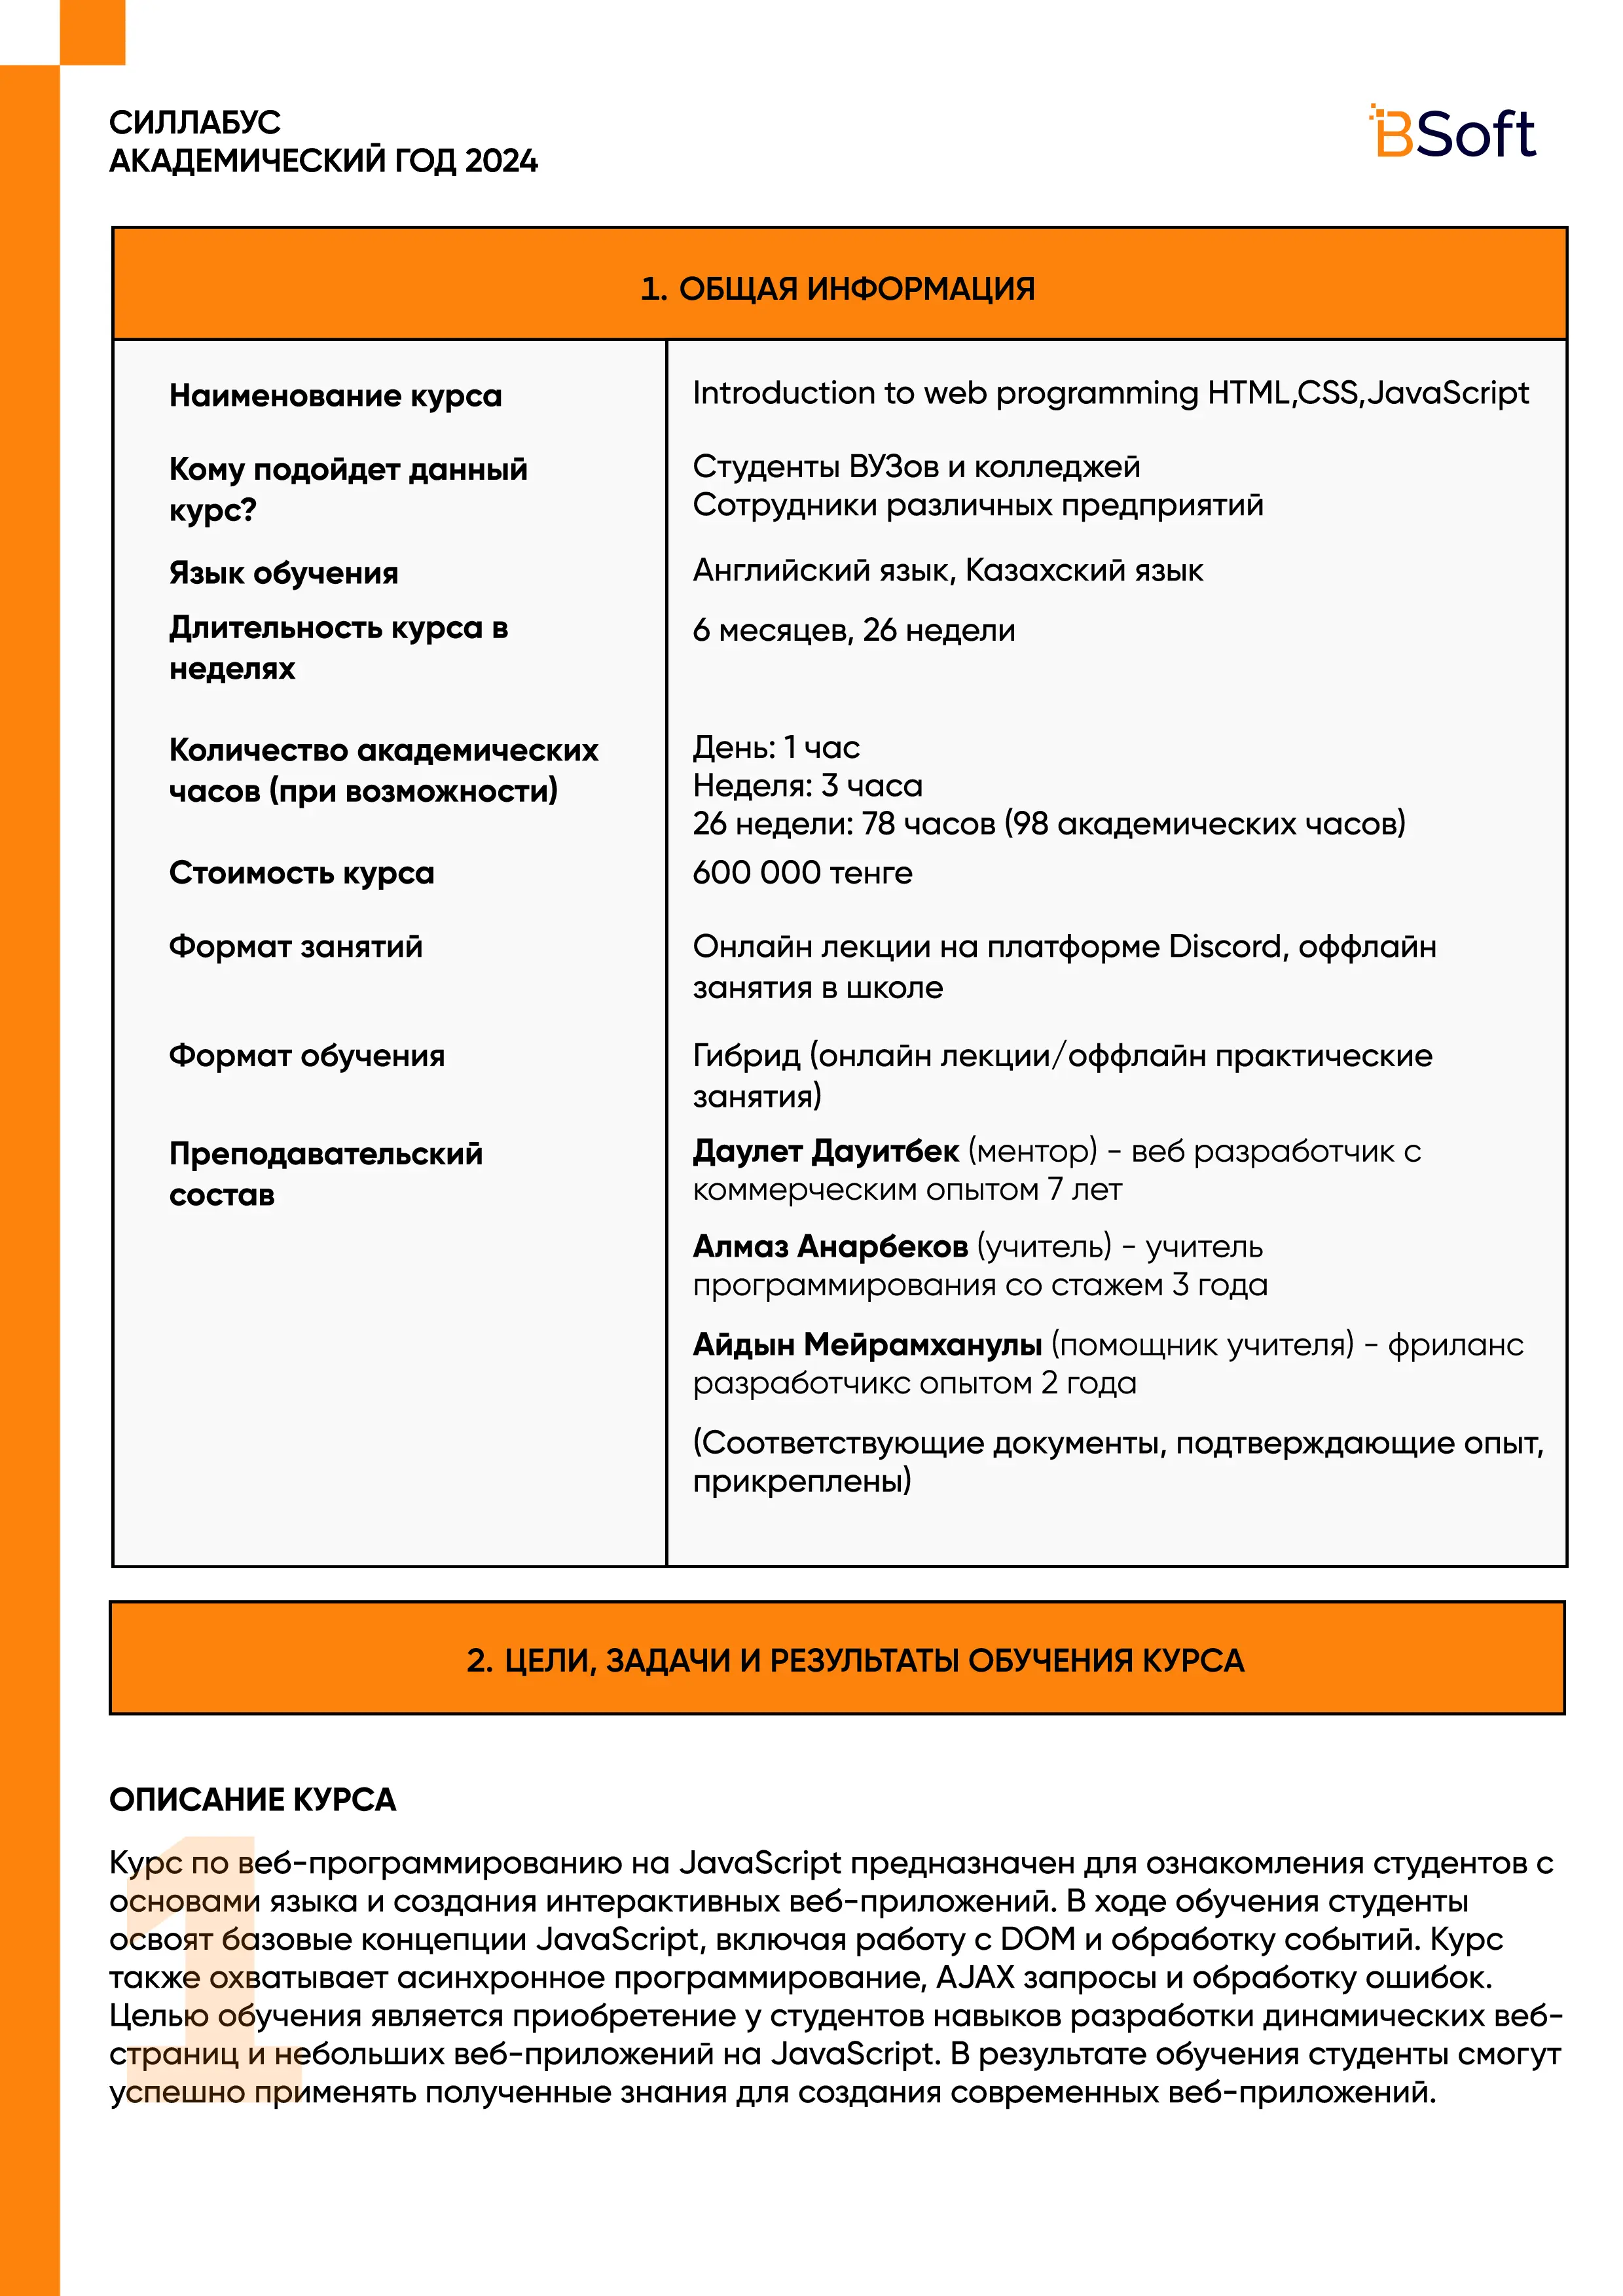 СИЛЛАБУС
АКАДЕМИЧЕСКИЙ ГОД 2024
BSoft
1. ОБЩАЯ ИНФОРМАЦИЯ
Наименование курса
Introduction to web programming HTML,CSS,JavaScript
Кому подойдет данный
курс?
Студенты ВУЗов и колледжей
Сотрудники различных предприятий
Язык обучения
Английский язык, Казахский язык
Длительность курса в
неделях
6 месяцев, 26 недели
Количество академических
часов (при возможности)
День: 1 час
Неделя: 3 часа
26 недели: 78 часов (98 академических часов)
Стоимость курса
600 000 тенге
Формат занятий
Онлайн лекции на платформе Discord, оффлайн
занятия в школе
Формат обучения
Гибрид (онлайн лекции/оффлайн практические
занятия)
Преподавательский
состав
Даулет Дауитбек (ментор) - веб разработчик с
коммерческим опытом 7 лет
Алмаз Анарбеков (учитель) - учитель
программирования со стажем 3 года
Айдын Мейрамханулы (помощник учителя) - фриланс
разработчикс опытом 2 года
(Соответствующие документы, подтверждающие опыт,
прикреплены)
2. ЦЕЛИ, ЗАДАЧИ И РЕЗУЛЬТАТЫ ОБУЧЕНИЯ КУРСА
ОПИСАНИЕ КУРСА
Курс по веб-программированию на JavaScript предназначен для ознакомления студентов с
основами языка и создания интерактивных веб-приложений. В ходе обучения студенты
освоят базовые концепции JavaScript, включая работу с DOM и обработку событий. Курс
также охватывает асинхронное программирование, AJAX запросы и обработку ошибок.
Целью обучения является приобретение у студентов навыков разработки динамических веб-
страниц и небольших веб-приложений на JavaScript. В результате обучения студенты смогут
успешно применять полученные знания для создания современных веб-приложений.
1